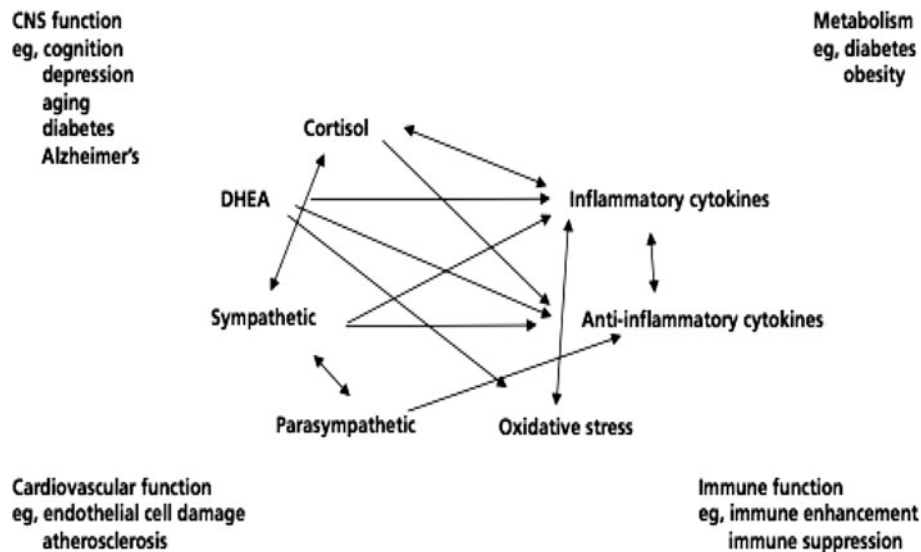 CNS function
eg, cognition
depression
aging
diabetes
Alzheimer's
Metabolism
eg, diabetes
obesity
Cortisol
DHEA
Inflammatory cytokines
Sympathetic
Anti-inflammatory cytokines
Parasympathetic
Oxidative stress
Cardiovascular function
eg, endothelial cell damage
atherosclerosis
Immune function
eg, immune enhancement
immune suppression